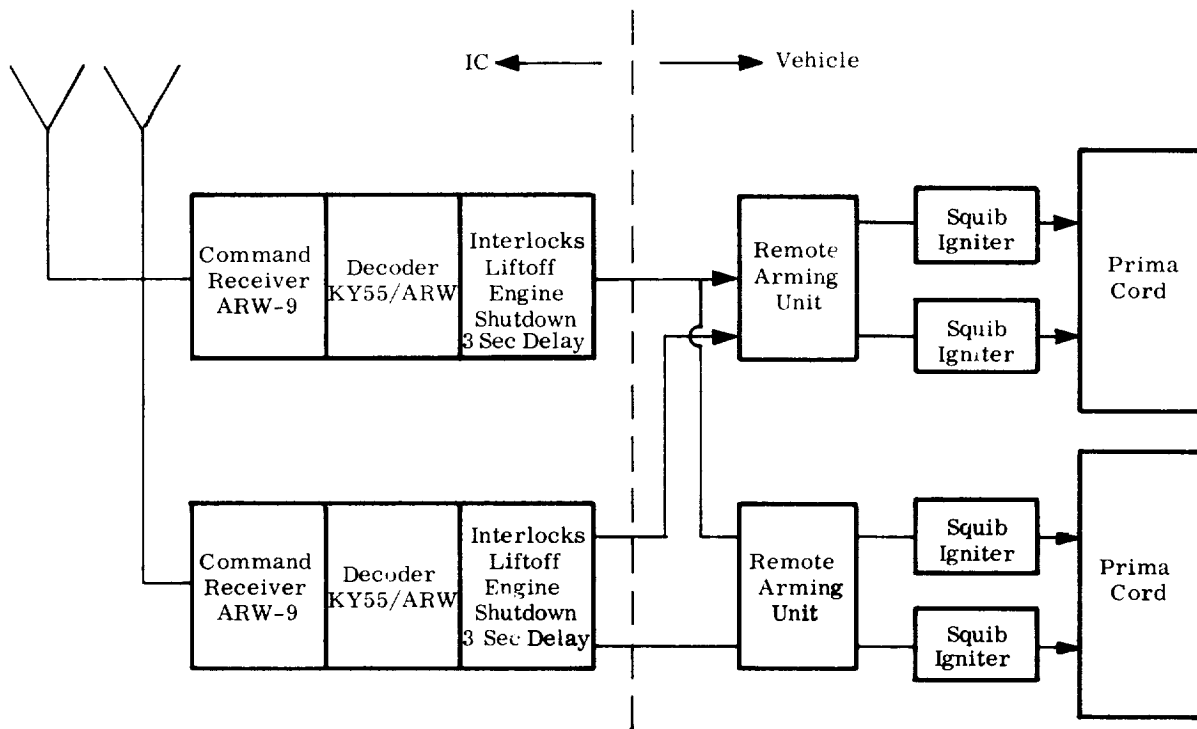 IC
Vehicle
Command
Receiver
ARW-9
Decoder
KY55/ARW
Interlocks
Liftoff
Engine
Shutdown
3 Sec Delay
Remote
Arming
Unit
Squib
Igniter
Squib
Igniter
Prima
Cord
Command
Receiver
ARW-9
Decoder
KY55/ARW
Interlocks
Liftoff
Engine
Shutdown
3 Sec Delay
Remote
Arming
Unit
Squib
Igniter
Squib
Igniter
Prima
Cord